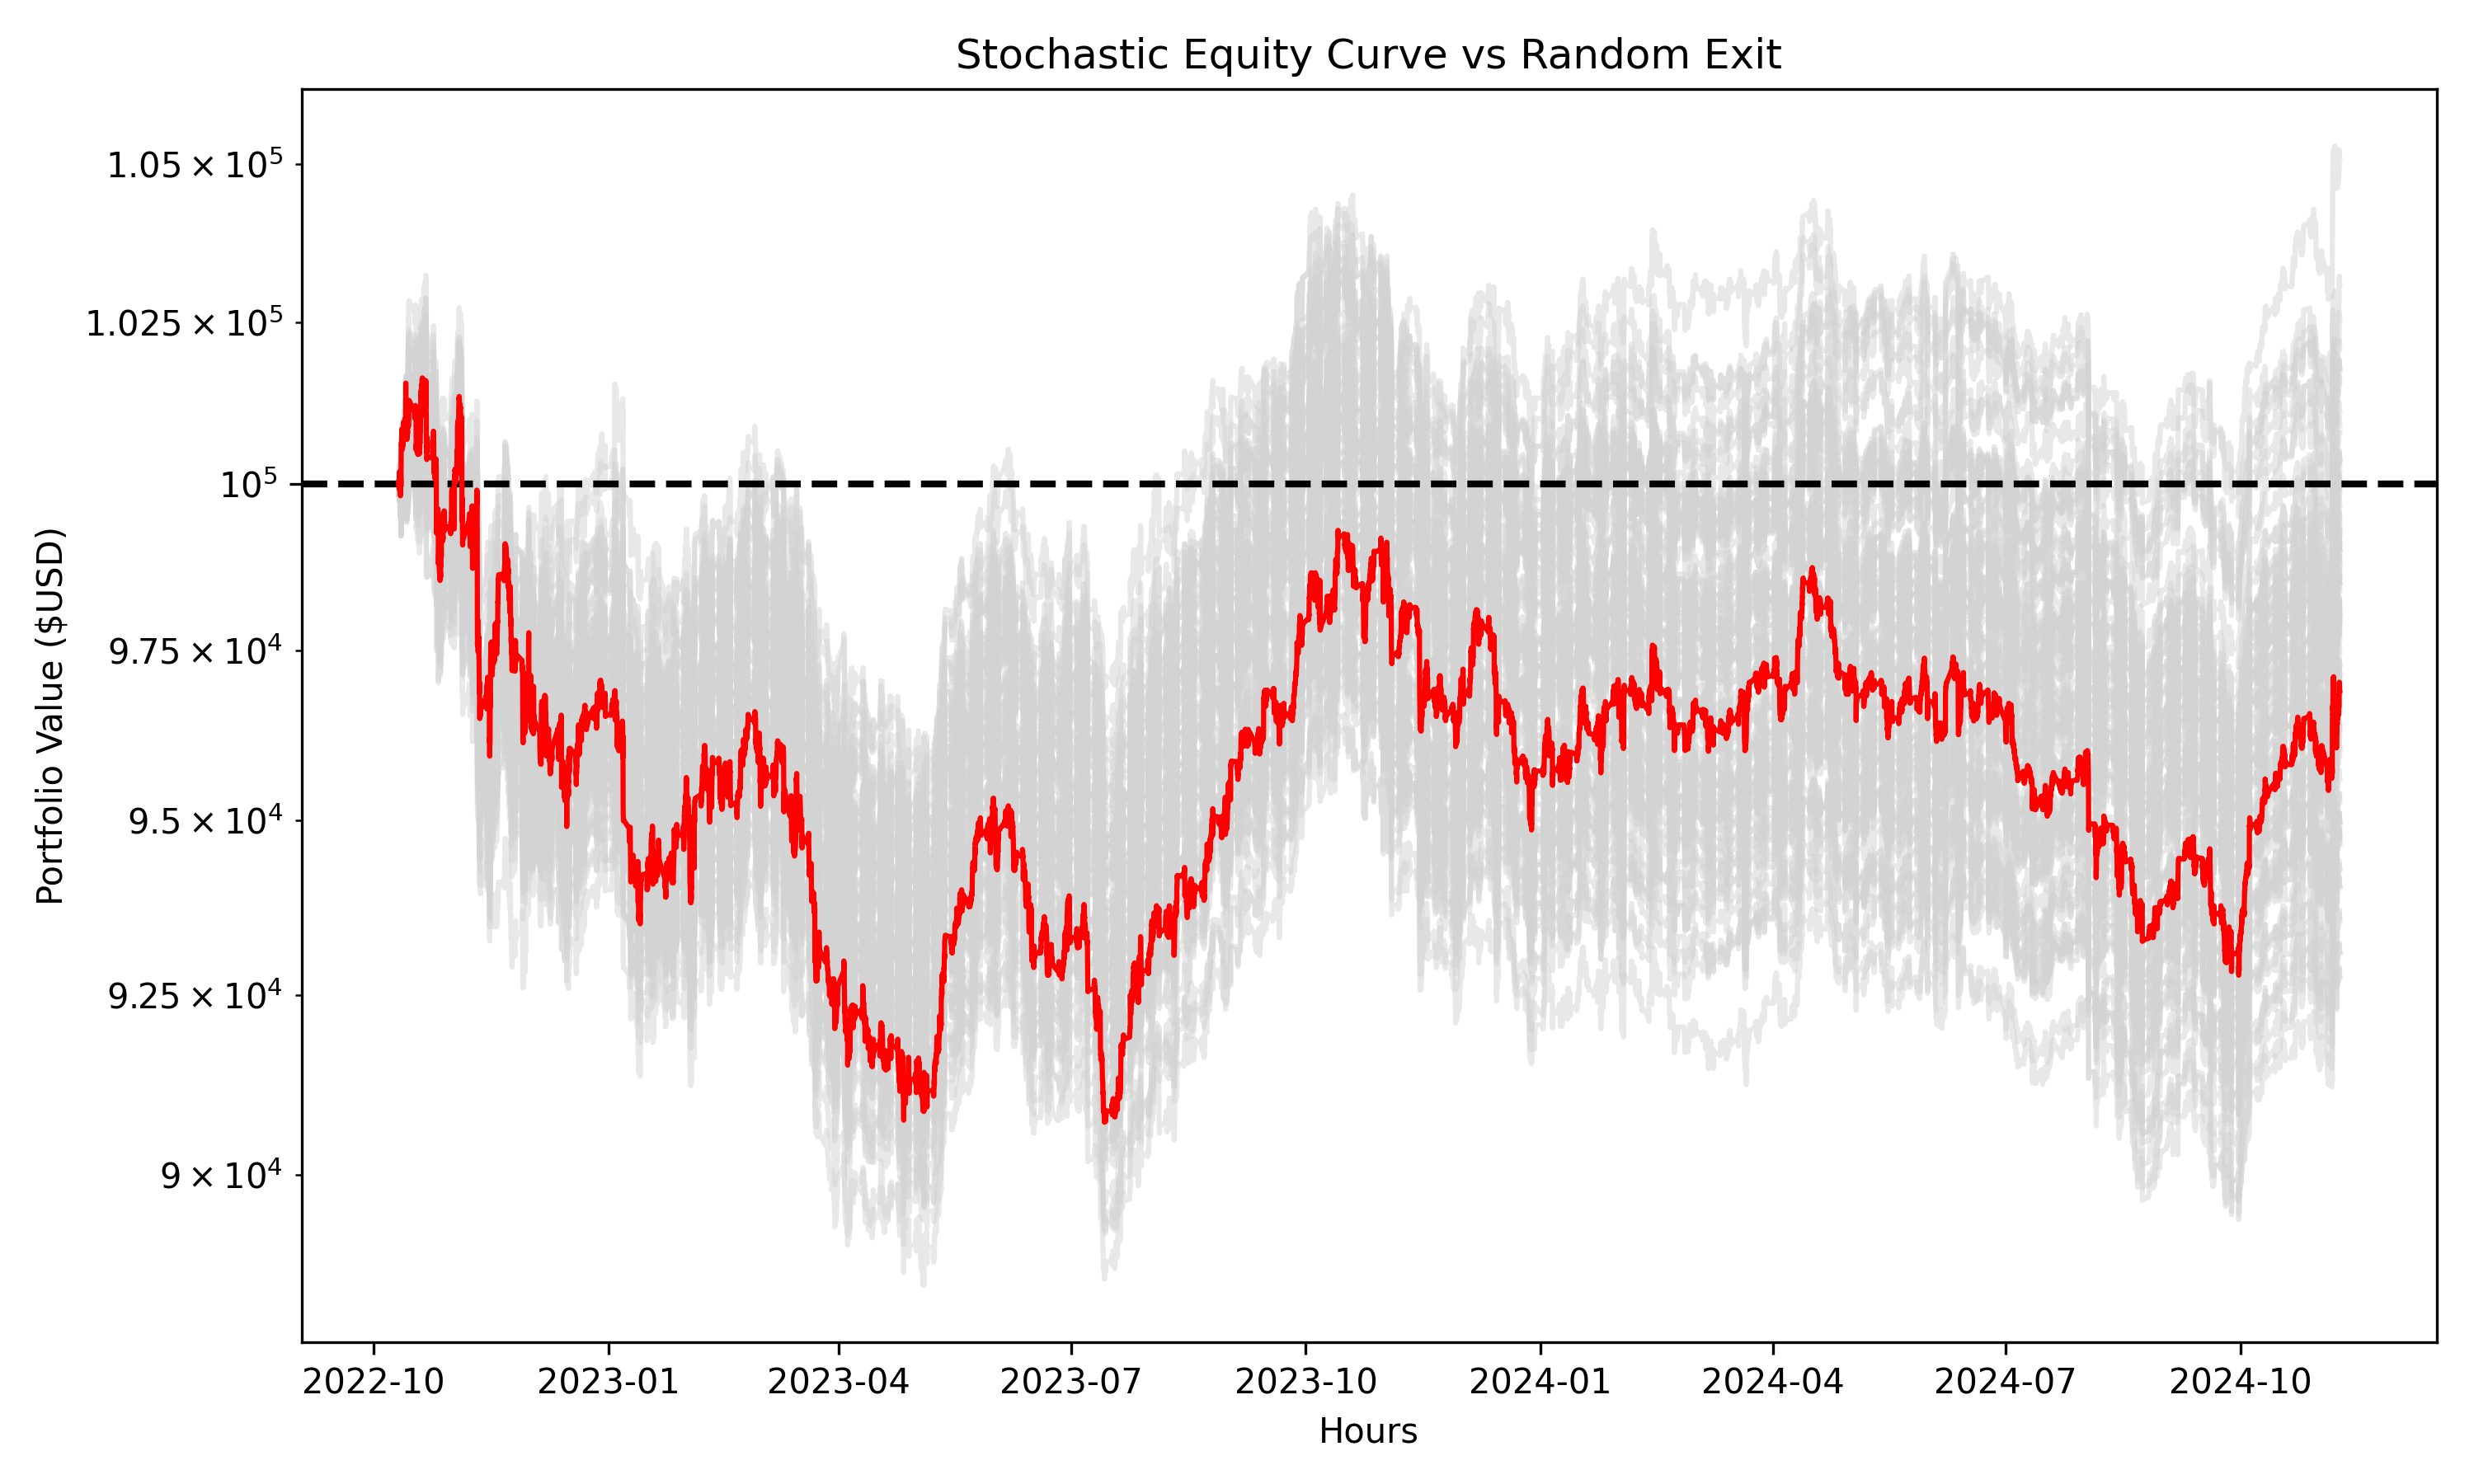 Stochastic Equity Curve vs Random Exit
Portfolio Value ($USD)
1.05 × 10⁵
1.025 × 10⁵
10⁵
9.75 × 10⁴
9.5 × 10⁴
9.25 × 10⁴
9 × 10⁴
2022-10 2023-01 2023-04 2023-07 2023-10 2024-01 2024-04 2024-07 2024-10
Hours